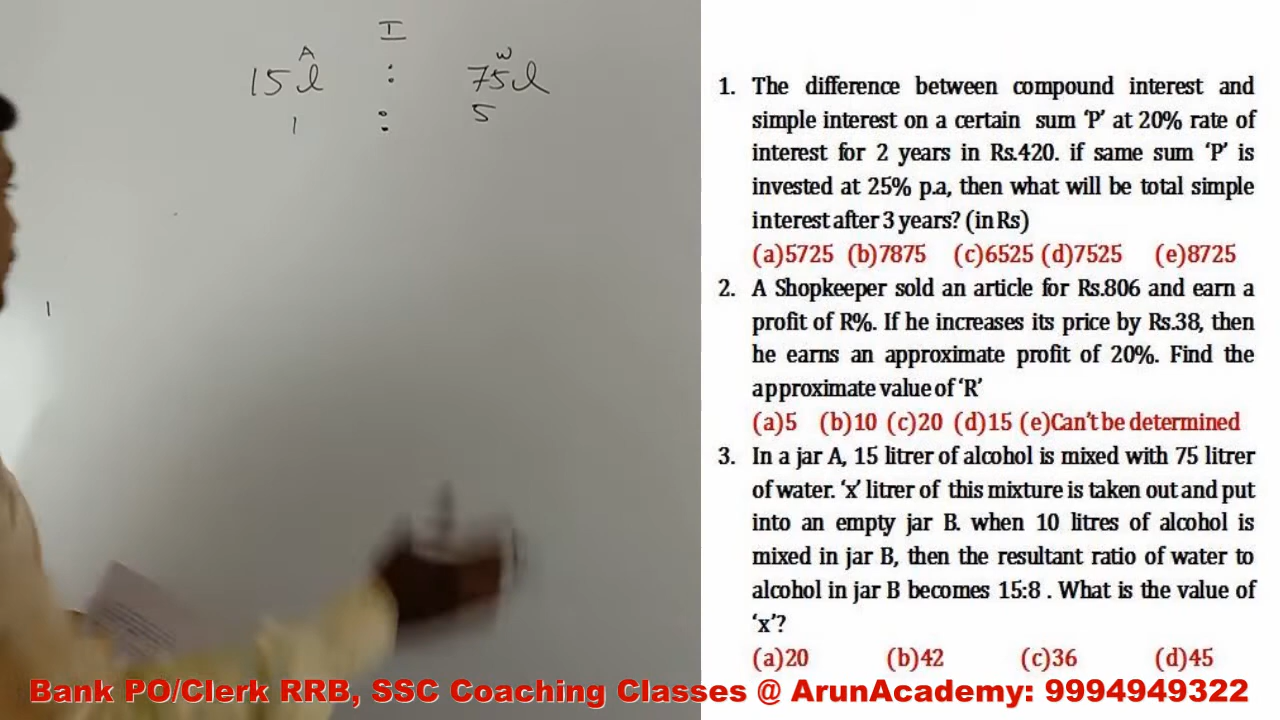 I
A W
15l : 75l
1 : 5
1. The difference between compound interest and
simple interest on a certain sum ‘P’ at 20% rate of
interest for 2 years in Rs.420. if same sum ‘P’ is
invested at 25% p.a, then what will be total simple
interest after 3 years? (in Rs)
(a)5725 (b)7875 (c)6525 (d)7525 (e)8725
2. A Shopkeeper sold an article for Rs.806 and earn a
profit of R%. If he increases its price by Rs.38, then
he earns an approximate profit of 20%. Find the
approximate value of ‘R’
(a)5 (b)10 (c)20 (d)15 (e)Can’t be determined
3. In a jar A, 15 litrer of alcohol is mixed with 75 litrer
of water. ‘x’ litrer of this mixture is taken out and put
into an empty jar B. when 10 litres of alcohol is
mixed in jar B, then the resultant ratio of water to
alcohol in jar B becomes 15:8 . What is the value of
‘x’?
(a)20 (b)42 (c)36 (d)45
Bank PO/Clerk RRB, SSC Coaching Classes @ ArunAcademy: 9994949322